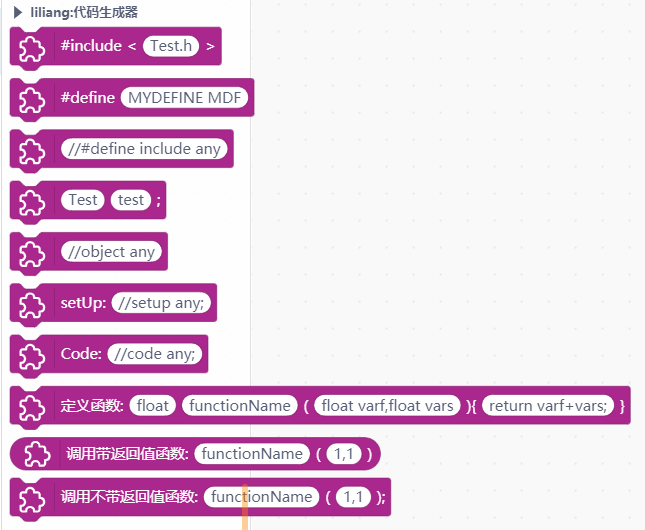 liliang:代码生成器
#include < Test.h >
#define MYDEFINE MDF
//#define include any
Test test ;
//object any
setUp: //setup any;
Code: //code any;
定义函数: float functionName ( float varf,float vars ){ return varf+vars; }
调用带返回值函数: functionName ( 1,1 )
调用不带返回值函数: functionName ( 1,1 );